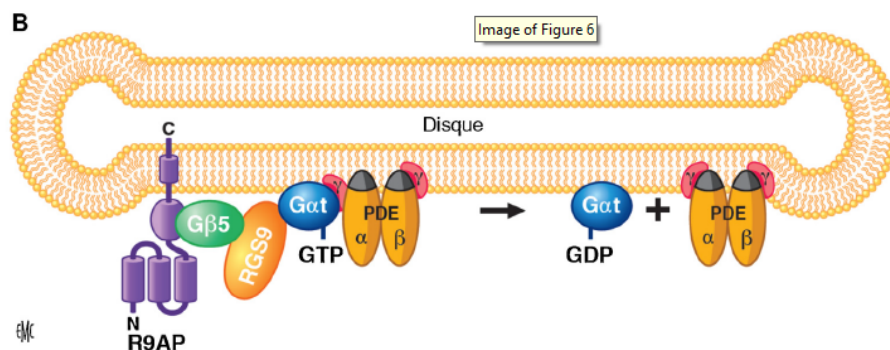 B
Image of Figure 6
Disque
C
Gβ5
RGS9
Gαt
GTP
γ
γ
PDE
α
β
Gαt
GDP
+
γ
γ
PDE
α
β
N
R9AP
EMC